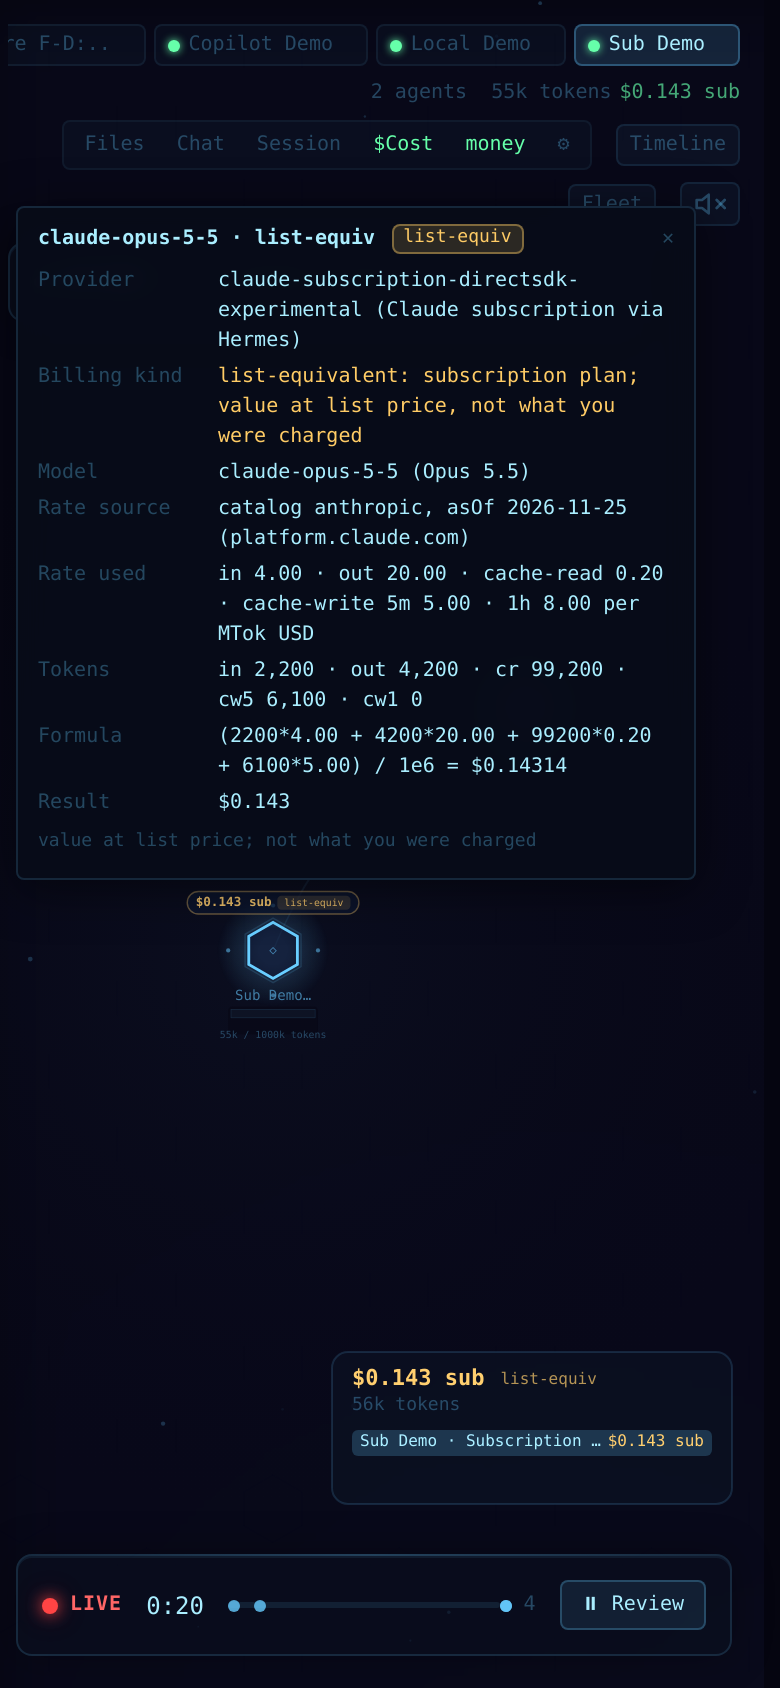 re F-D:..
Copilot Demo
Local Demo
Sub Demo
2 agents 55k tokens $0.143 sub
Files Chat Session $Cost money ⚙ Timeline
Fleet
claude-opus-5-5 · list-equiv list-equiv ×
Provider claude-subscription-directsdk-
experimental (Claude subscription via
Hermes)
Billing kind list-equivalent: subscription plan;
value at list price, not what you
were charged
Model claude-opus-5-5 (Opus 5.5)
Rate source catalog anthropic, asOf 2026-11-25
(platform.claude.com)
Rate used in 4.00 · out 20.00 · cache-read 0.20
· cache-write 5m 5.00 · 1h 8.00 per
MTok USD
Tokens in 2,200 · out 4,200 · cr 99,200 ·
cw5 6,100 · cw1 0
Formula (2200*4.00 + 4200*20.00 + 99200*0.20
+ 6100*5.00) / 1e6 = $0.14314
Result $0.143
value at list price; not what you were charged
$0.143 sub list-equiv
Sub Demo…
55k / 1000k tokens
$0.143 sub list-equiv
56k tokens
Sub Demo · Subscription … $0.143 sub
LIVE 0:20 4 Review